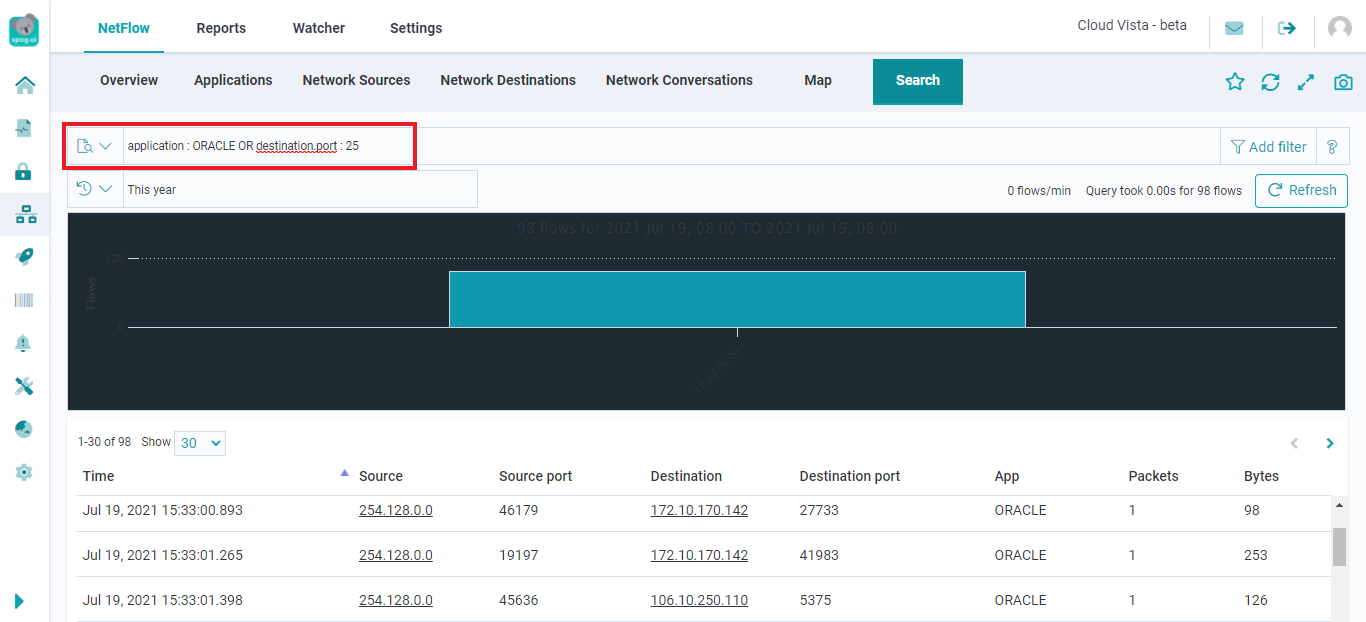 spog.ai
NetFlow Reports Watcher Settings Cloud Vista - beta
Overview Applications Network Sources Network Destinations Network Conversations Map Search
application : ORACLE OR destination.port : 25 Add filter ?
This year 0 flows/min Query took 0.00s for 98 flows Refresh
98 flows for 2021 Jul 19, 08:00 TO 2021 Jul 19, 08:00
120
Flows
0
19. Jul 08:00
1-30 of 98 Show 30
Time Source Source port Destination Destination port App Packets Bytes
Jul 19, 2021 15:33:00.893 254.128.0.0 46179 172.10.170.142 27733 ORACLE 1 98
Jul 19, 2021 15:33:01.265 254.128.0.0 19197 172.10.170.142 41983 ORACLE 1 253
Jul 19, 2021 15:33:01.398 254.128.0.0 45636 106.10.250.110 5375 ORACLE 1 126